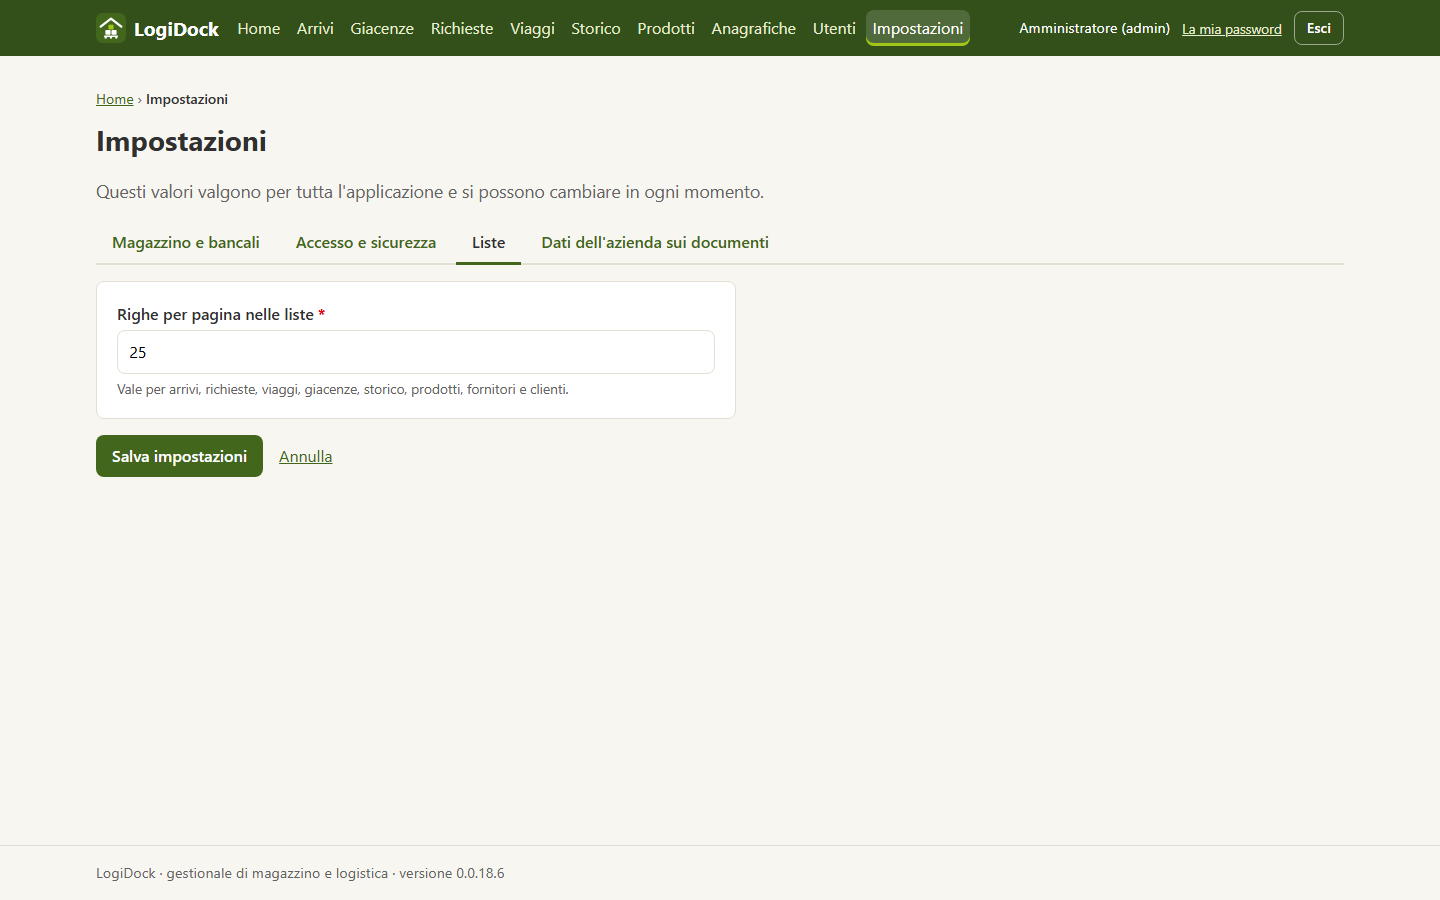 LogiDock Home Arrivi Giacenze Richieste Viaggi Storico Prodotti Anagrafiche Utenti Impostazioni Amministratore (admin) La mia password Esci
Home › Impostazioni
Impostazioni
Questi valori valgono per tutta l'applicazione e si possono cambiare in ogni momento.
Magazzino e bancali Accesso e sicurezza Liste Dati dell'azienda sui documenti
Righe per pagina nelle liste *
25
Vale per arrivi, richieste, viaggi, giacenze, storico, prodotti, fornitori e clienti.
Salva impostazioni Annulla
LogiDock · gestionale di magazzino e logistica · versione 0.0.18.6